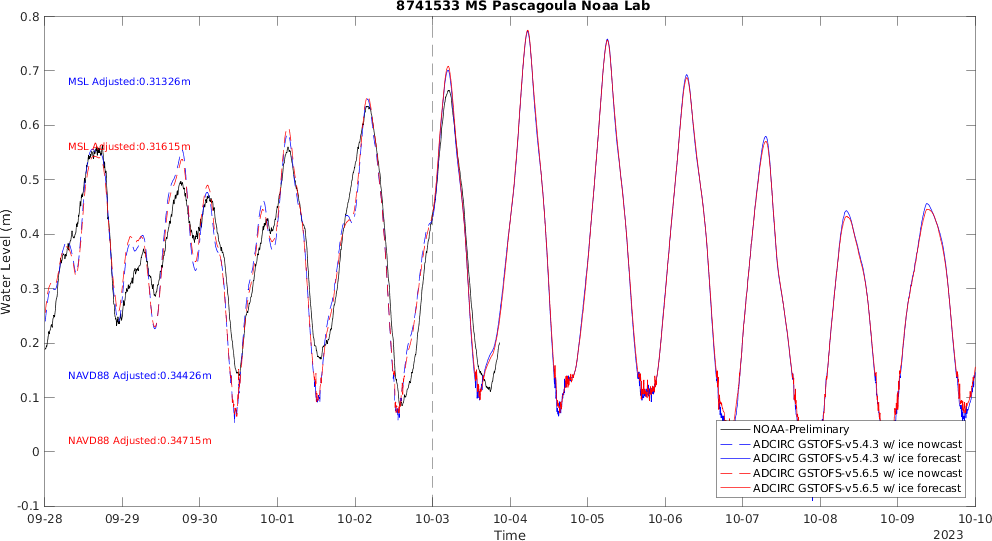 8741533 MS Pascagoula Noaa Lab
0.8
0.7
0.6
0.5
0.4
0.3
0.2
0.1
0
-0.1
Water Level (m)
MSL Adjusted:0.31326m
MSL Adjusted:0.31615m
NAVD88 Adjusted:0.34426m
NAVD88 Adjusted:0.34715m
NOAA-Preliminary
ADCIRC GSTOFS-v5.4.3 w/ ice nowcast
ADCIRC GSTOFS-v5.4.3 w/ ice forecast
ADCIRC GSTOFS-v5.6.5 w/ ice nowcast
ADCIRC GSTOFS-v5.6.5 w/ ice forecast
09-28 09-29 09-30 10-01 10-02 10-03 10-04 10-05 10-06 10-07 10-08 10-09 10-10
Time
2023